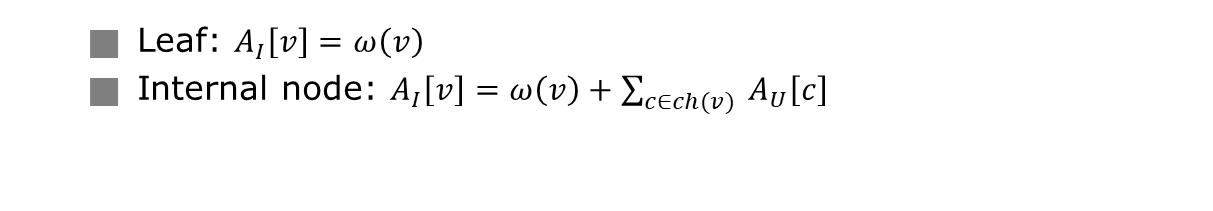 Leaf: A_I[v] = ω(v)
Internal node: A_I[v] = ω(v) + ∑_{c∈ch(v)} A_U[c]